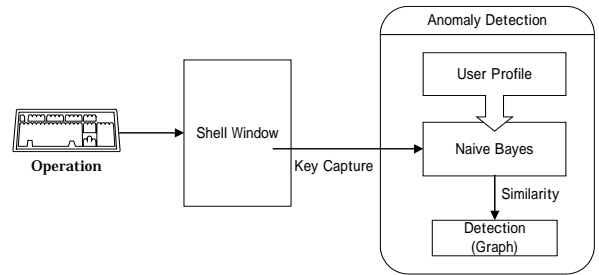 Anomaly Detection
User Profile
Shell Window
Naive Bayes
Operation
Key Capture
Similarity
Detection
(Graph)